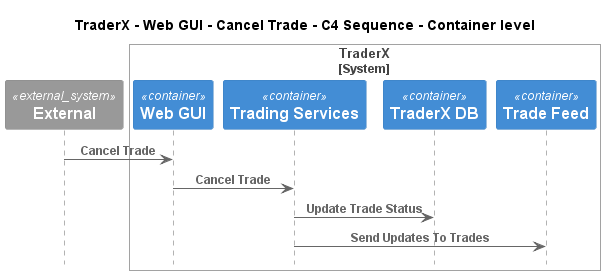 TraderX - Web GUI - Cancel Trade - C4 Sequence - Container level
TraderX
[System]
«external_system»
External
«container»
Web GUI
«container»
Trading Services
«container»
TraderX DB
«container»
Trade Feed
Cancel Trade
Cancel Trade
Update Trade Status
Send Updates To Trades